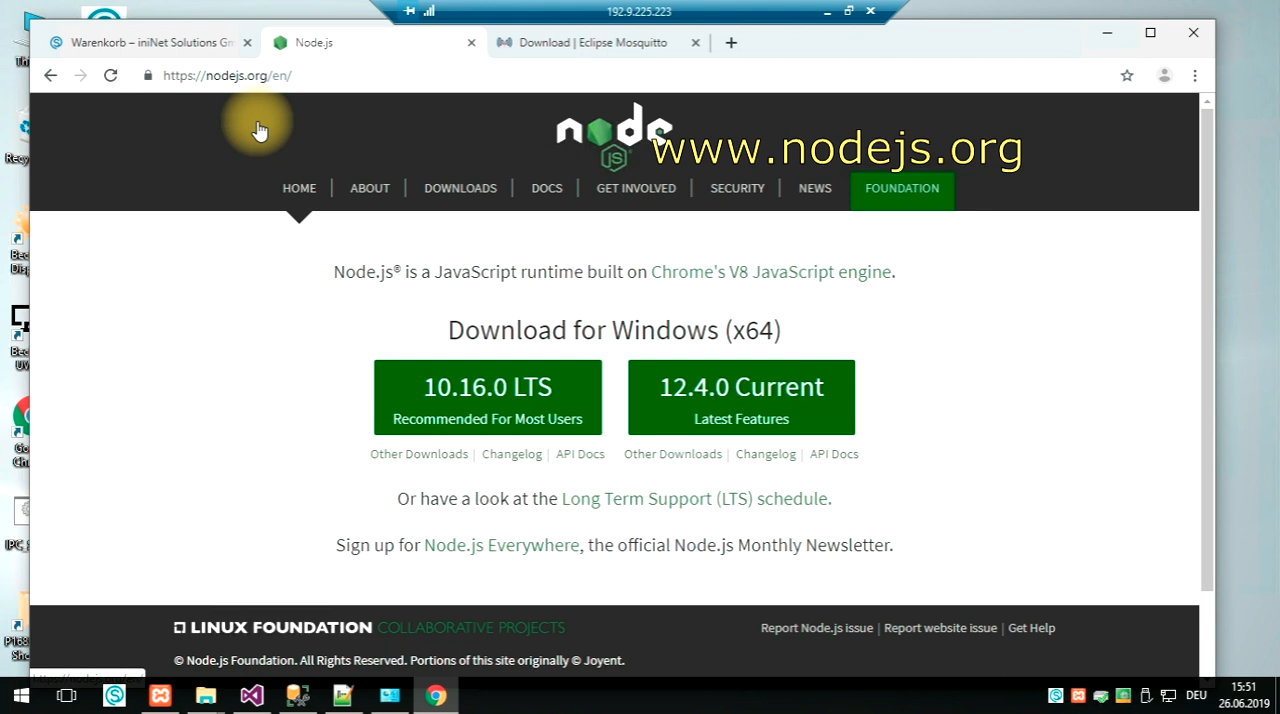 192.9.225.223
Warenkorb – iniNet Solutions Gm
Node.js
Download | Eclipse Mosquitto
https://nodejs.org/en/
node
JS
www.nodejs.org
HOME
ABOUT
DOWNLOADS
DOCS
GET INVOLVED
SECURITY
NEWS
FOUNDATION
Node.js® is a JavaScript runtime built on Chrome's V8 JavaScript engine.
Download for Windows (x64)
10.16.0 LTS
Recommended For Most Users
12.4.0 Current
Latest Features
Other Downloads | Changelog | API Docs
Other Downloads | Changelog | API Docs
Or have a look at the Long Term Support (LTS) schedule.
Sign up for Node.js Everywhere, the official Node.js Monthly Newsletter.
LINUX FOUNDATION COLLABORATIVE PROJECTS
Report Node.js issue | Report website issue | Get Help
© Node.js Foundation. All Rights Reserved. Portions of this site originally © Joyent.
DEU
15:51
26.06.2019